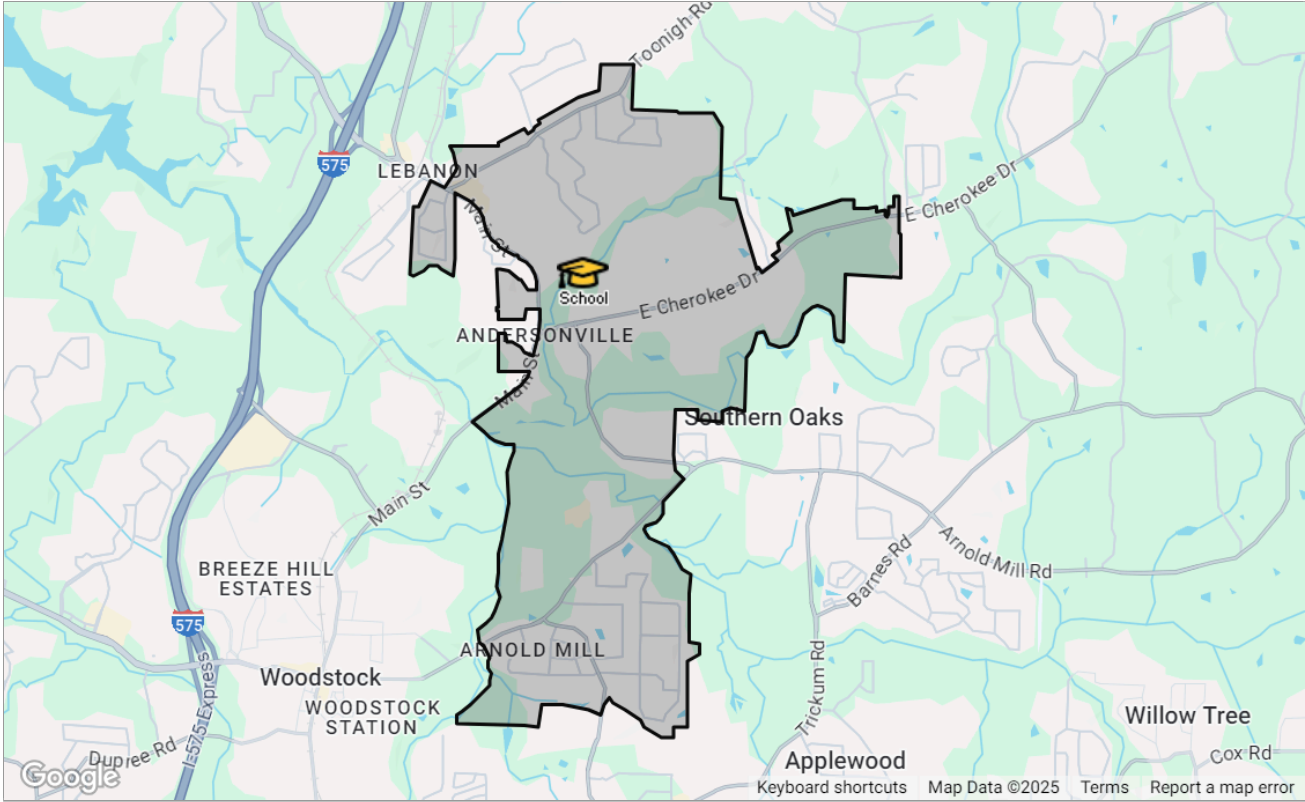 Toonigh Rd
575
LEBANON
Main St
E Cherokee Dr
School
E Cherokee Dr
ANDERSONVILLE
Main St
Southern Oaks
Main St
Arnold Mill Rd
Barnes Rd
BREEZE HILL
ESTATES
575
ARNOLD MILL
Woodstock
I-575 Express
WOODSTOCK
STATION
Trickum Rd
Willow Tree
Dupree Rd
Applewood
Cox Rd
Google
Keyboard shortcuts
Map Data ©2025
Terms
Report a map error